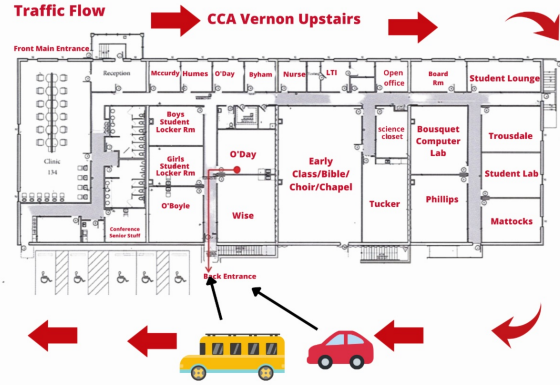 Traffic Flow
CCA Vernon Upstairs
Front Main Entrance
Reception
Mccurdy
Humes
O'Day
Byham
Nurse
LTI
Open
office
Board
Rm
Student Lounge
Clinic
134
Boys
Student
Locker Rm
Girls
Student
Locker Rm
O'Boyle
Conference
Senior Staff
O'Day
Wise
Early
Class/Bible/
Choir/Chapel
science
closet
Tucker
Bousquet
Computer
Lab
Phillips
Trousdale
Student Lab
Mattocks
Back Entrance